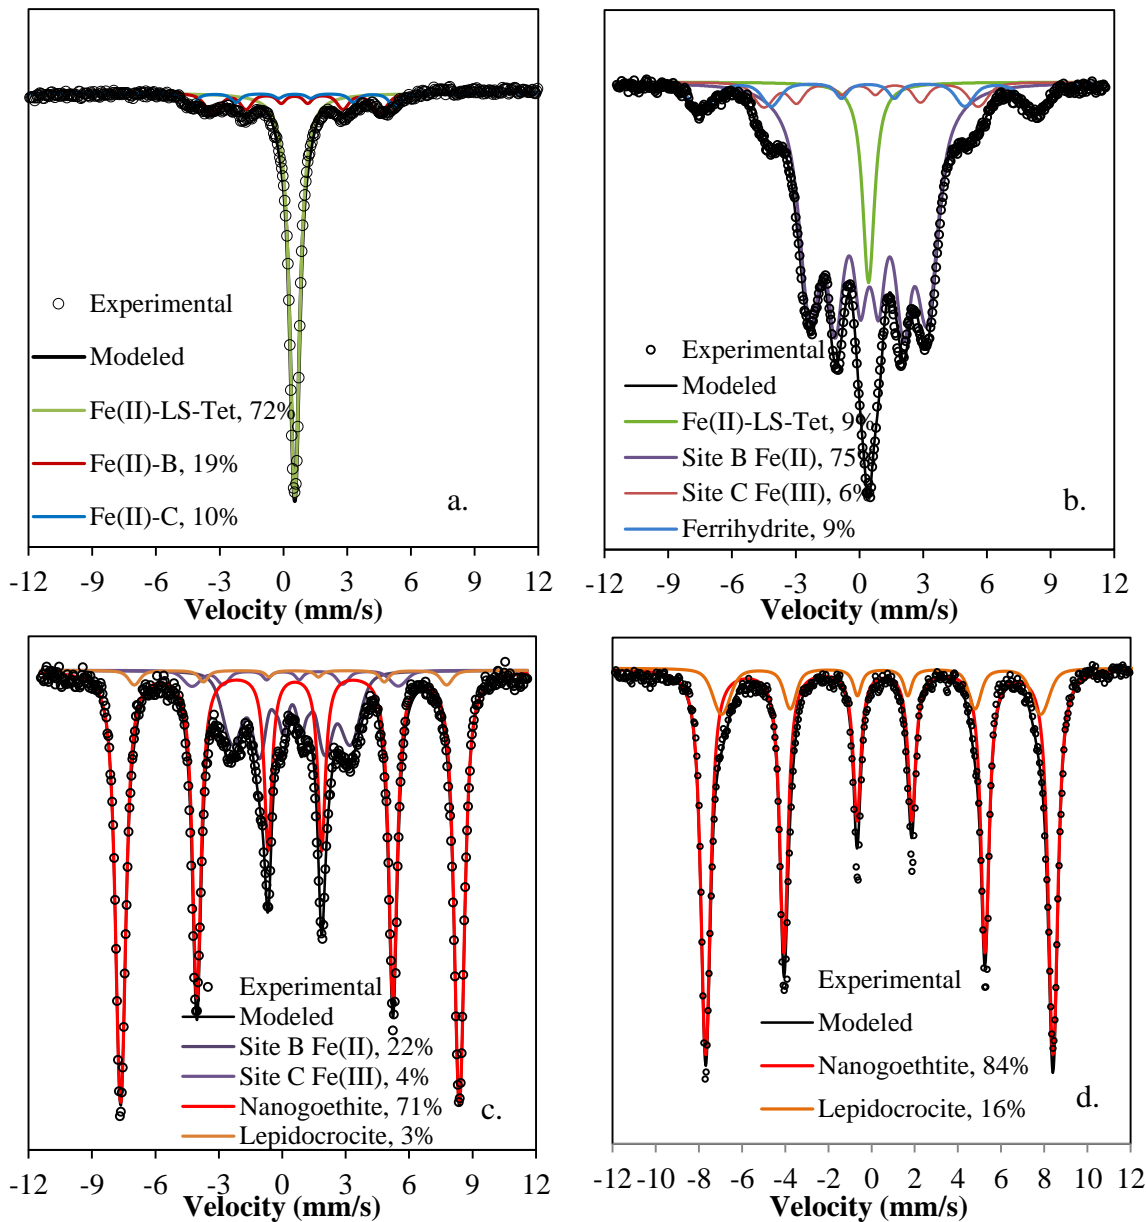 Experimental
Modeled
Fe(II)-LS-Tet, 72%
Fe(II)-B, 19%
Fe(II)-C, 10%
a.
-12 -9 -6 -3 0 3 6 9 12
Velocity (mm/s)
Experimental
Modeled
Fe(II)-LS-Tet, 9%
Site B Fe(II), 75
Site C Fe(III), 6%
Ferrihydrite, 9%
b.
-12 -9 -6 -3 0 3 6 9 12
Velocity (mm/s)
Experimental
Modeled
Site B Fe(II), 22%
Site C Fe(III), 4%
Nanogoethite, 71%
Lepidocrocite, 3%
c.
-12 -9 -6 -3 0 3 6 9 12
Velocity (mm/s)
Experimental
Modeled
Nanogoethtite, 84%
Lepidocrocite, 16%
d.
-12 -10 -8 -6 -4 -2 0 2 4 6 8 10 12
Velocity (mm/s)